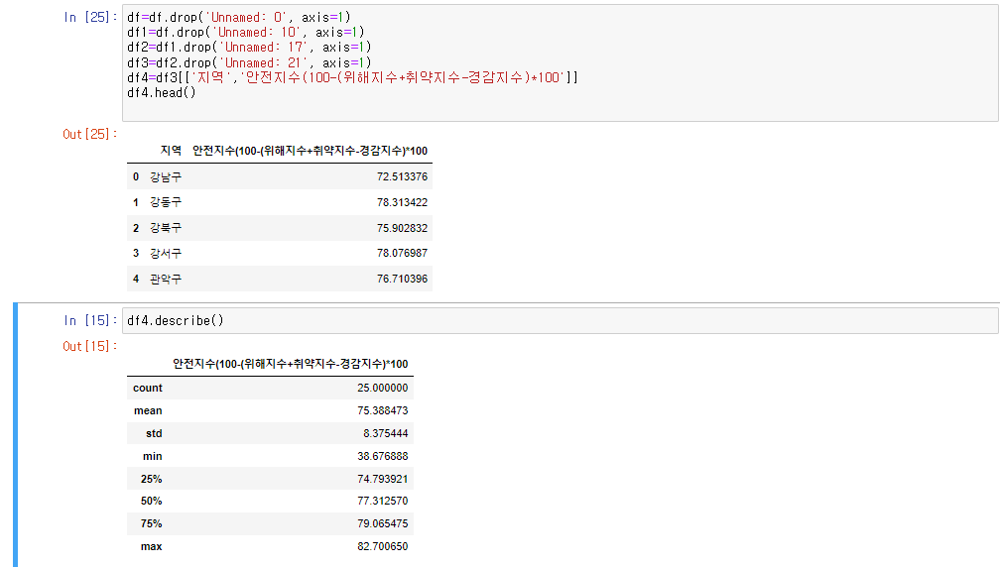 In [25]: df=df.drop('Unnamed: 0', axis=1)
df1=df.drop('Unnamed: 10', axis=1)
df2=df1.drop('Unnamed: 17', axis=1)
df3=df2.drop('Unnamed: 21', axis=1)
df4=df3[['지역','안전지수(100-(위해지수+취약지수-경감지수)*100']]
df4.head()
Out[25]:
지역 안전지수(100-(위해지수+취약지수-경감지수)*100
0 강남구 72.513376
1 강동구 78.313422
2 강북구 75.902832
3 강서구 78.076987
4 관악구 76.710396
In [15]: df4.describe()
Out[15]:
안전지수(100-(위해지수+취약지수-경감지수)*100
count 25.000000
mean 75.388473
std 8.375444
min 38.676888
25% 74.793921
50% 77.312570
75% 79.065475
max 82.700650